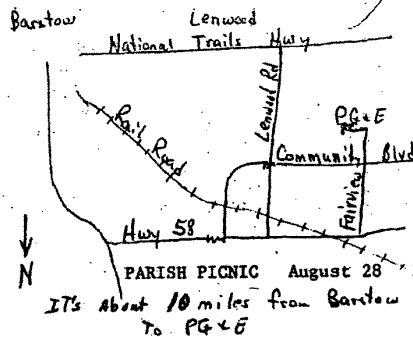 Barstow
Lenwood
National Trails Hwy
Lenwood Rd
Rail Road
PG&E
Community Blvd
Fairview
Hwy 58
N
PARISH PICNIC August 28
IT's About 10 miles from Barstow
To PG&E